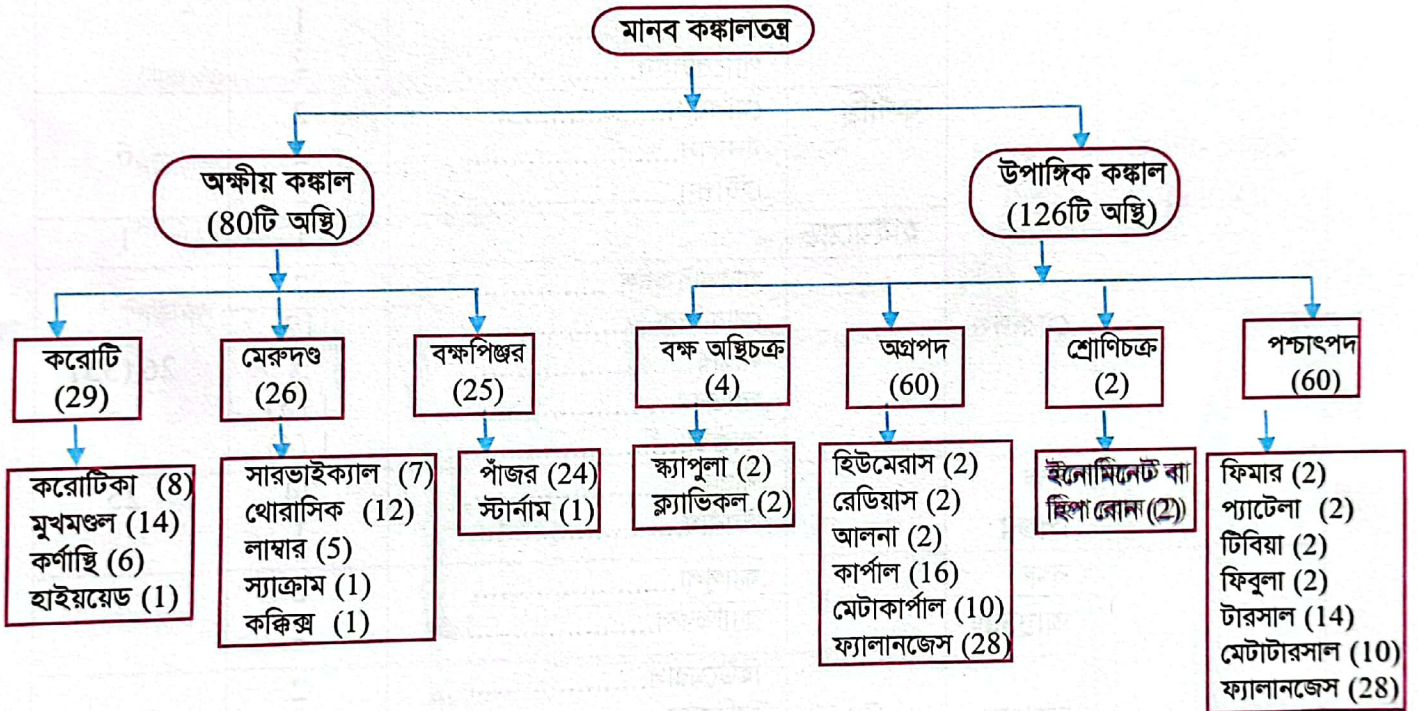 মানব কঙ্কালতন্ত্র
অক্ষীয় কঙ্কাল
(80টি অস্থি)
উপাঙ্গিক কঙ্কাল
(126টি অস্থি)
করোটি
(29)
মেরুদণ্ড
(26)
বক্ষপিঞ্জর
(25)
বক্ষ অস্থিচক্র
(4)
অগ্রপদ
(60)
শ্রোণিচক্র
(2)
পশ্চাৎপদ
(60)
করোটিকা (8)
মুখমণ্ডল (14)
কর্ণাস্থি (6)
হাইয়য়েড (1)
সারভাইক্যাল (7)
থোরাসিক (12)
লাম্বার (5)
স্যাক্রাম (1)
কক্কিক্স (1)
পাঁজর (24)
স্টার্নাম (1)
স্ক্যাপুলা (2)
ক্ল্যাভিকল (2)
হিউমেরাস (2)
রেডিয়াস (2)
আলনা (2)
কার্পাল (16)
মেটাকার্পাল (10)
ফ্যালানজেস (28)
ইনোমিনেট বা
হিপ বোন (2)
ফিমার (2)
প্যাটেলা (2)
টিবিয়া (2)
ফিবুলা (2)
টারসাল (14)
মেটাটারসাল (10)
ফ্যালানজেস (28)